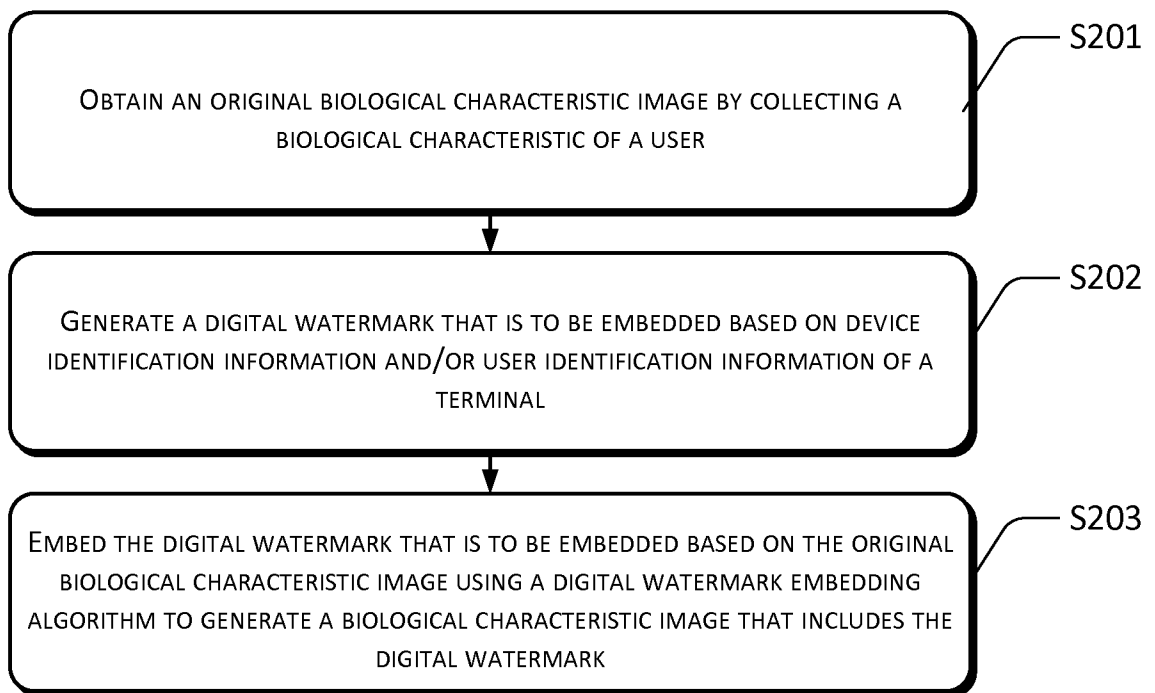 S201
OBTAIN AN ORIGINAL BIOLOGICAL CHARACTERISTIC IMAGE BY COLLECTING A
BIOLOGICAL CHARACTERISTIC OF A USER
S202
GENERATE A DIGITAL WATERMARK THAT IS TO BE EMBEDDED BASED ON DEVICE
IDENTIFICATION INFORMATION AND/OR USER IDENTIFICATION INFORMATION OF A
TERMINAL
S203
EMBED THE DIGITAL WATERMARK THAT IS TO BE EMBEDDED BASED ON THE ORIGINAL
BIOLOGICAL CHARACTERISTIC IMAGE USING A DIGITAL WATERMARK EMBEDDING
ALGORITHM TO GENERATE A BIOLOGICAL CHARACTERISTIC IMAGE THAT INCLUDES THE
DIGITAL WATERMARK